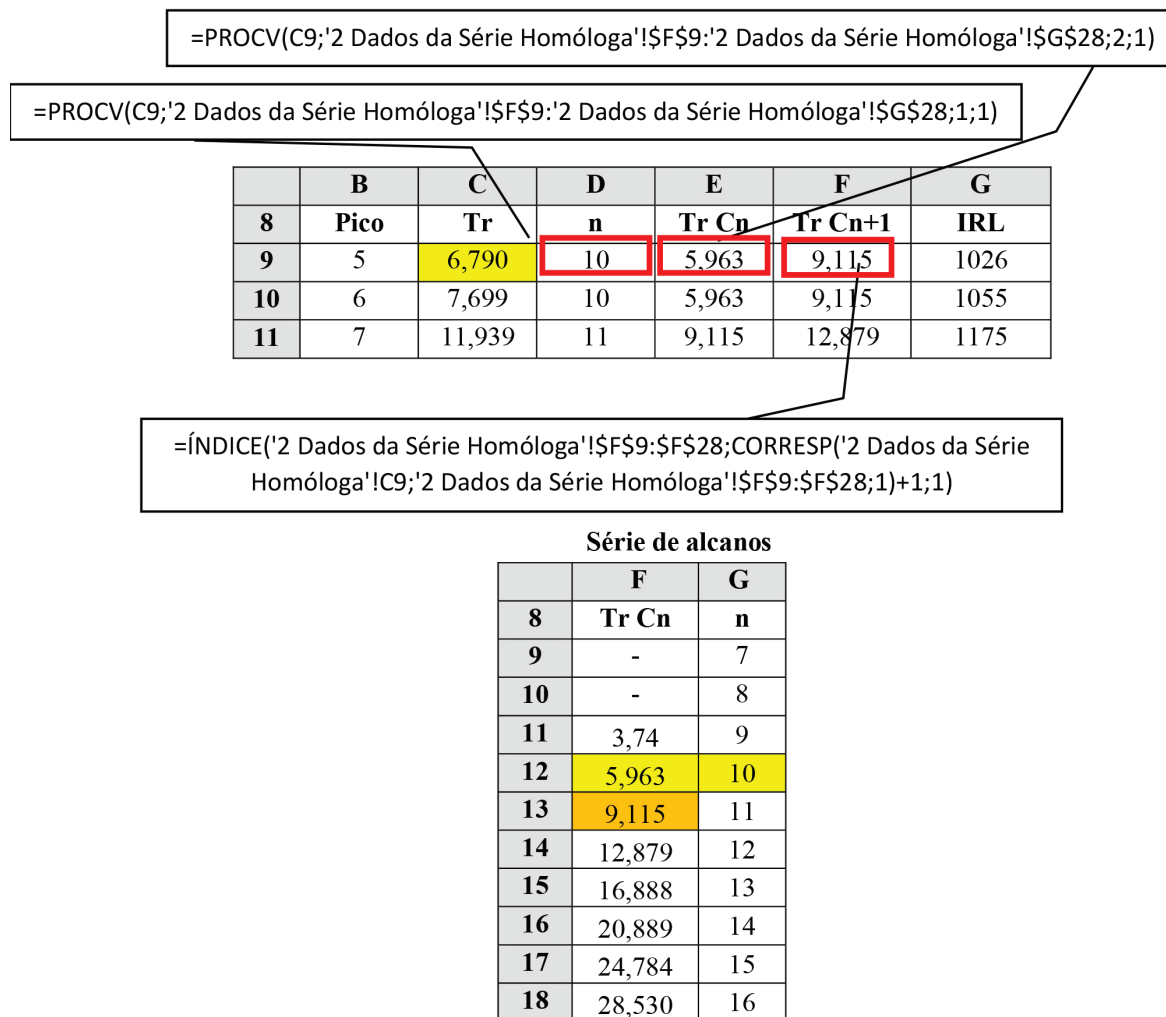 =PROCV(C9;'2 Dados da Série Homóloga'!$F$9:'2 Dados da Série Homóloga'!$G$28;2;1)
=PROCV(C9;'2 Dados da Série Homóloga'!$F$9:'2 Dados da Série Homóloga'!$G$28;1;1)
B C D E F G
8 Pico Tr n Tr Cn Tr Cn+1 IRL
9 5 6,790 10 5,963 9,115 1026
10 6 7,699 10 5,963 9,115 1055
11 7 11,939 11 9,115 12,879 1175
=ÍNDICE('2 Dados da Série Homóloga'!$F$9:$F$28;CORRESP('2 Dados da Série
Homóloga'!C9;'2 Dados da Série Homóloga'!$F$9:$F$28;1)+1;1)
Série de alcanos
F G
8 Tr Cn n
9 - 7
10 - 8
11 3,74 9
12 5,963 10
13 9,115 11
14 12,879 12
15 16,888 13
16 20,889 14
17 24,784 15
18 28,530 16